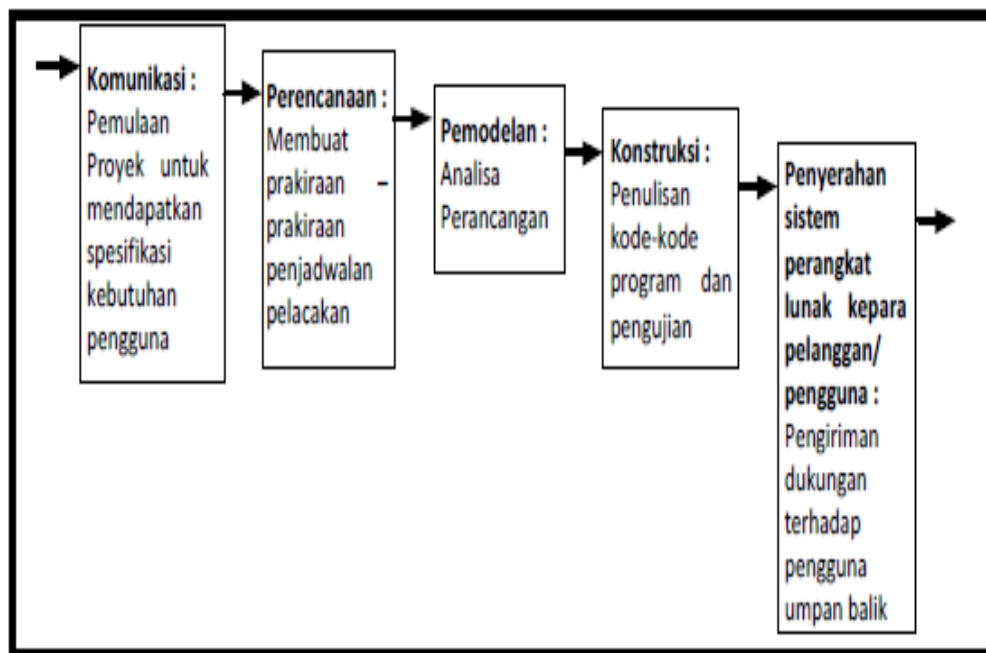 Komunikasi :
Pemulaan
Proyek untuk
mendapatkan
spesifikasi
kebutuhan
pengguna
Perencanaan :
Membuat
prakiraan –
prakiraan
penjadwalan
pelacakan
Pemodelan :
Analisa
Perancangan
Konstruksi :
Penulisan
kode-kode
program dan
pengujian
Penyerahan
sistem
perangkat
lunak kepara
pelanggan/
pengguna :
Pengiriman
dukungan
terhadap
pengguna
umpan balik